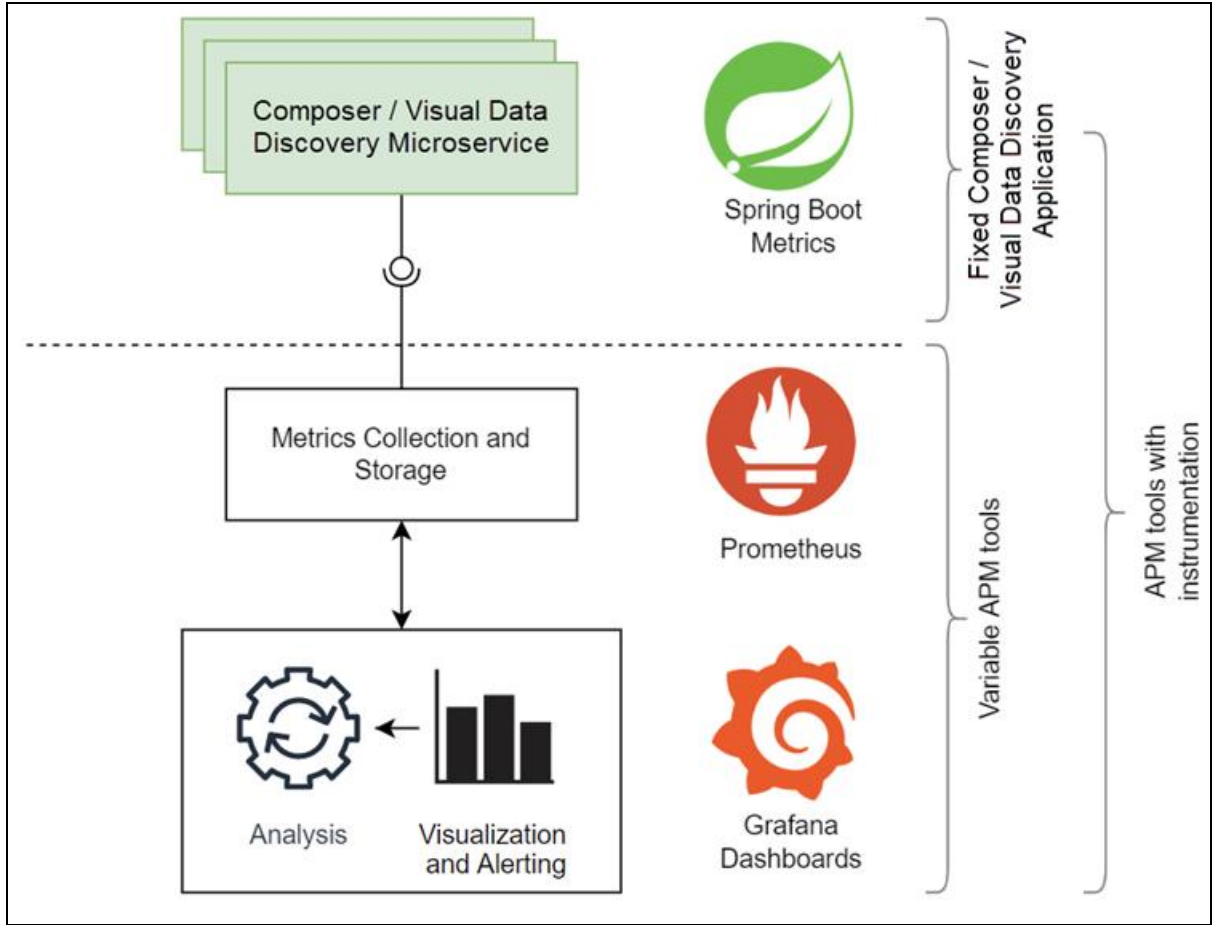 Composer / Visual Data
Discovery Microservice
Spring Boot
Metrics
Fixed Composer /
Visual Data Discovery
Application
Metrics Collection and
Storage
Prometheus
Variable APM tools
APM tools with
instrumentation
Analysis
Visualization
and Alerting
Grafana
Dashboards